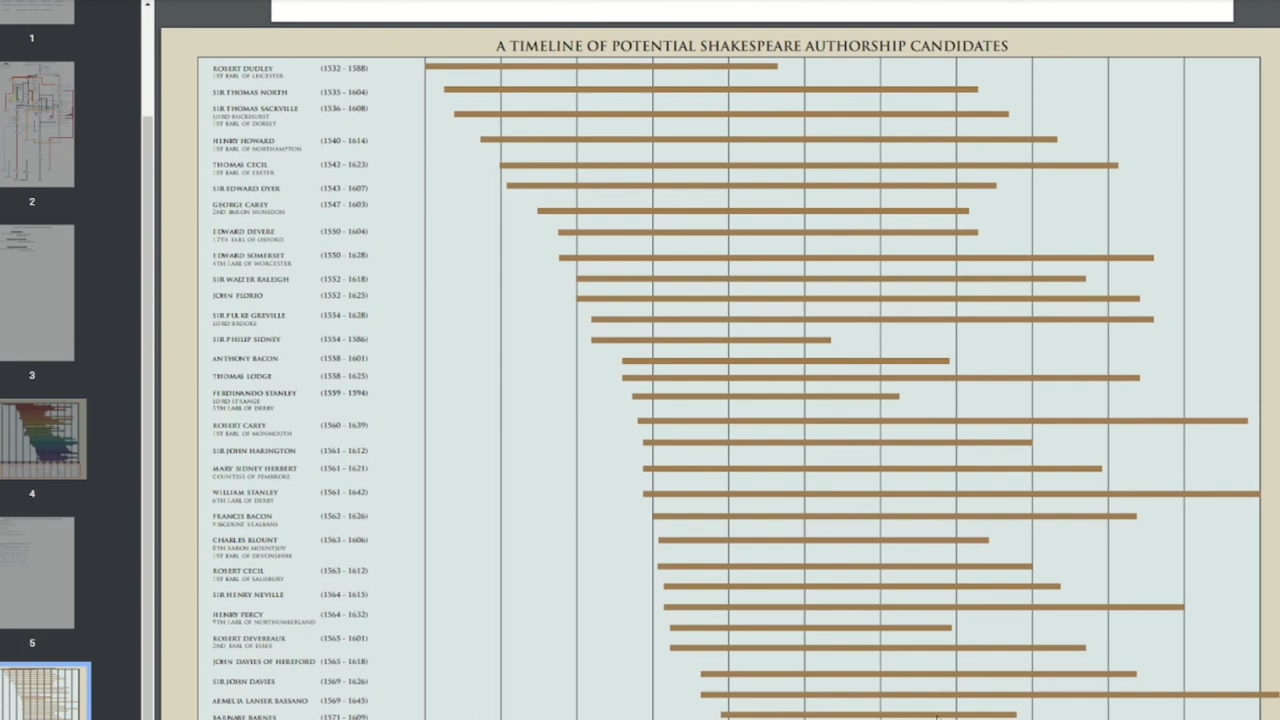 A TIMELINE OF POTENTIAL SHAKESPEARE AUTHORSHIP CANDIDATES
ROBERT DUDLEY (1532 - 1588)
1ST EARL OF LEICESTER
SIR THOMAS NORTH (1535 - 1604)
SIR THOMAS SACKVILLE (1536 - 1608)
LORD BUCKHURST
1ST EARL OF DORSET
HENRY HOWARD (1540 - 1614)
1ST EARL OF NORTHAMPTON
THOMAS CECIL (1542 - 1623)
1ST EARL OF EXETER
SIR EDWARD DYER (1543 - 1607)
GEORGE CAREY (1547 - 1603)
2ND BARON HUNSDON
EDWARD DEVERE (1550 - 1604)
17TH EARL OF OXFORD
EDWARD SOMERSET (1550 - 1628)
4TH EARL OF WORCESTER
SIR WALTER RALEIGH (1552 - 1618)
JOHN FLORIO (1552 - 1625)
SIR FULKE GREVILLE (1554 - 1628)
LORD BROOKE
SIR PHILIP SIDNEY (1554 - 1586)
ANTHONY BACON (1558 - 1601)
THOMAS LODGE (1558 - 1625)
FERDINANDO STANLEY (1559 - 1594)
LORD STRANGE
5TH EARL OF DERBY
ROBERT CAREY (1560 - 1639)
1ST EARL OF MONMOUTH
SIR JOHN HARINGTON (1561 - 1612)
MARY SIDNEY HERBERT (1561 - 1621)
COUNTESS OF PEMBROKE
WILLIAM STANLEY (1561 - 1642)
6TH EARL OF DERBY
FRANCIS BACON (1562 - 1626)
VISCOUNT ST.ALBANS
CHARLES BLOUNT (1563 - 1606)
8TH BARON MOUNTJOY
1ST EARL OF DEVONSHIRE
ROBERT CECIL (1563 - 1612)
1ST EARL OF SALISBURY
SIR HENRY NEVILLE (1564 - 1615)
HENRY PERCY (1564 - 1632)
9TH EARL OF NORTHUMBERLAND
ROBERT DEVEREAUX (1565 - 1601)
2ND EARL OF ESSEX
JOHN DAVIES OF HEREFORD (1565 - 1618)
SIR JOHN DAVIES (1569 - 1626)
AEMELIA LANIER BASSANO (1569 - 1645)
BARNABE BARNES (1571 - 1609)
1
2
3
4
5